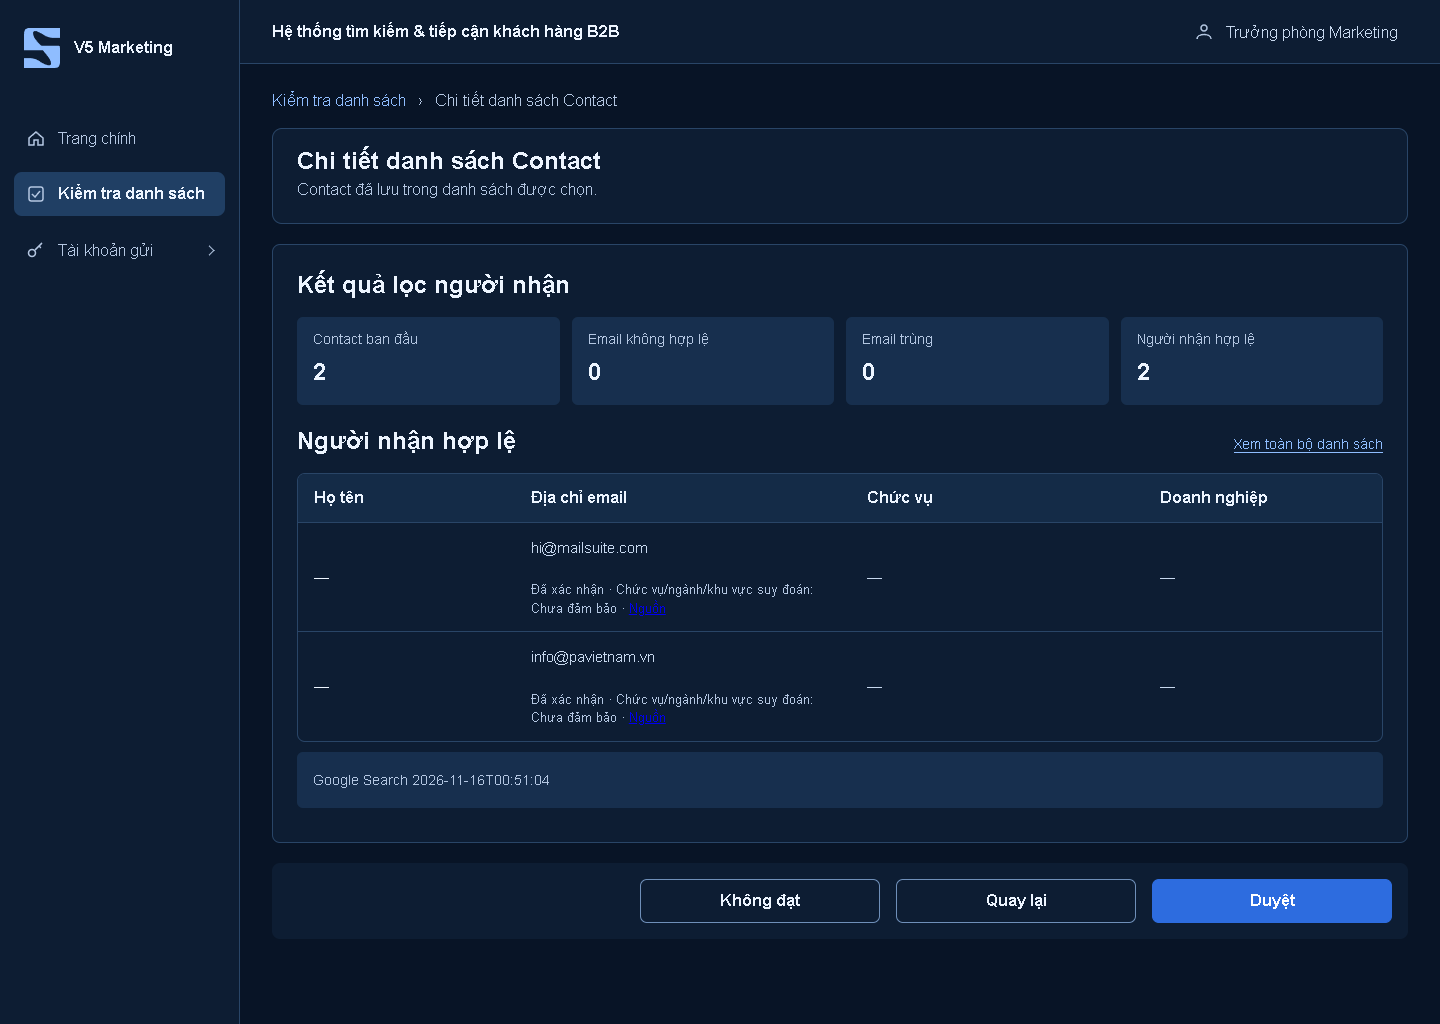 V5 Marketing
Hệ thống tìm kiếm & tiếp cận khách hàng B2B
Trưởng phòng Marketing
Trang chính
Kiểm tra danh sách
Tài khoản gửi
Kiểm tra danh sách › Chi tiết danh sách Contact
Chi tiết danh sách Contact
Contact đã lưu trong danh sách được chọn.
Kết quả lọc người nhận
Contact ban đầu
2
Email không hợp lệ
0
Email trùng
0
Người nhận hợp lệ
2
Người nhận hợp lệ
Xem toàn bộ danh sách
Họ tên Địa chỉ email Chức vụ Doanh nghiệp
hi@mailsuite.com
— — —
Đã xác nhận · Chức vụ/ngành/khu vực suy đoán:
Chưa đảm bảo · Nguồn
info@pavietnam.vn
— — —
Đã xác nhận · Chức vụ/ngành/khu vực suy đoán:
Chưa đảm bảo · Nguồn
Google Search 2026-11-16T00:51:04
Không đạt
Quay lại
Duyệt